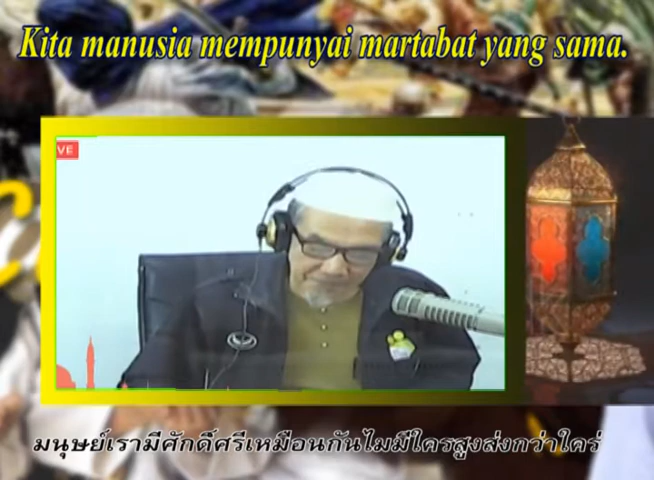 Kita manusia mempunyai martabat yang sama.
VE
มนุษย์เรามีศักดิ์ศรีเหมือนกันไม่มีใครสูงส่งกว่าใคร่